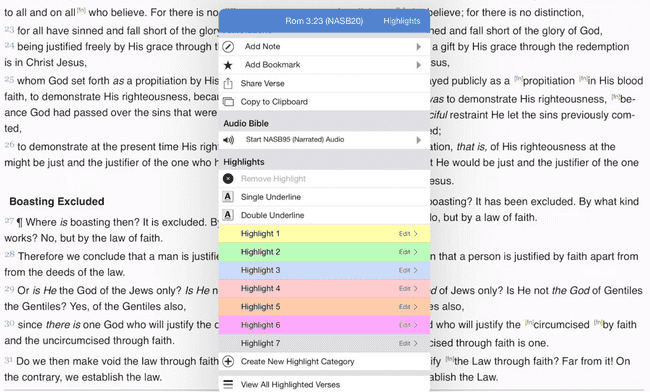 to all and on all [fn] who believe. For there is no
23 for all have sinned and fall short of the glory
24 being justified freely by His grace through
is in Christ Jesus,
25 whom God set forth as a propitiation by His
faith, to demonstrate His righteousness,
ance God had passed over the sins that were
ted,
26 to demonstrate at the present time His
might be just and the justifier of the one who
Boasting Excluded
27 ¶ Where is boasting then? It is excluded. By
works? No, but by the law of faith.
28 Therefore we conclude that a man is justified
from the deeds of the law.
29 Or is He the God of the Jews only? Is He
the Gentiles? Yes, of the Gentiles also,
30 since there is one God who will justify the
and the uncircumcised through faith.
31 Do we then make void the law through
the contrary, we establish the law.
Rom 3:23 (NASB20) Highlights
Add Note
Add Bookmark
Share Verse
Copy to Clipboard
Audio Bible
Start NASB95 (Narrated) Audio
Highlights
Remove Highlight
Single Underline
Double Underline
Highlight 1 Edit
Highlight 2 Edit
Highlight 3 Edit
Highlight 4 Edit
Highlight 5 Edit
Highlight 6 Edit
Highlight 7 Edit
Create New Highlight Category
View All Highlighted Verses
believe; for there is no distinction,
and fall short of the glory of God,
a gift by His grace through the redemption
sus,
played publicly as a [fn] propitiation [fn] in His blood
was to demonstrate His righteousness, [fn] be-
restraint He let the sins previously com-
that is, of His righteousness at the
He would be just and the justifier of the one
esus.
boasting? It has been excluded. By what kind
No, but by a law of faith.
that a person is justified by faith apart from
of Jews only? Is He not the God of Gentiles
who will justify the [fn] circumcised [fn] by faith
through faith is one.
[fn] the Law through faith? Far from it! On
establish the Law.